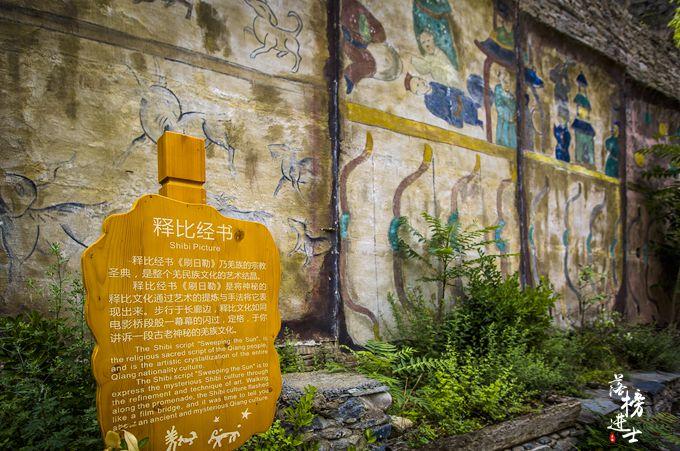 释比经
Shibi Picture
释比经《刷日勒》乃羌族的宗教
圣典，是整个羌民族文化的艺术结晶。
释比经《刷日勒》是将神秘的
释比文化通过艺术的提炼与手法将它表
现出来。步行于长廊边，释比文化如同
电影桥段般一幕幕的闪过，定格，于你
讲诉一段古老神秘的羌族文化。
The Shibi script "Sweeping the Sun", is
the religious sacred script of the Qiang people,
and is the artistic crystallization of the entire
Qiang nationality culture.
The Shibi script "Sweeping the Sun" is to
express the mysterious Shibi culture through
the refinement and technique of art. Walking
along the promenade, the Shibi culture flashed
like a film bridge, and it was time to tell you
about an ancient and mysterious Qiang culture.
释比经
Shibi Picture
落榜进士